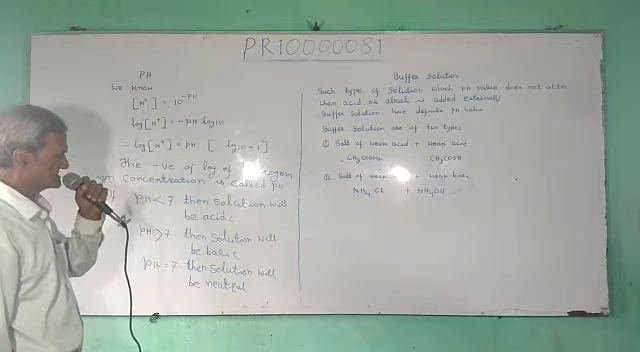 PR10000081
PH
We know
[H⁺] = 10^-PH
log[H⁺] = -PH log10
- log[H⁺] = PH [ log10 = 1 ]
The -ve of log of
Concentration is called pH
If PH < 7 then Solution will
be acidic
PH > 7 then Solution will
be basic
PH = 7 then Solution will
be neutral
Buffer Solution
Such type of Solution which PH value does not alter
when acid or alkali is added externally
Buffer Solution have definite PH value
Buffer Solution are of two types
① Salt of weak acid + weak acid
- CH₃COONa CH₃COOH
② Salt of weak + weak base
NH₄Cl + NH₄OH